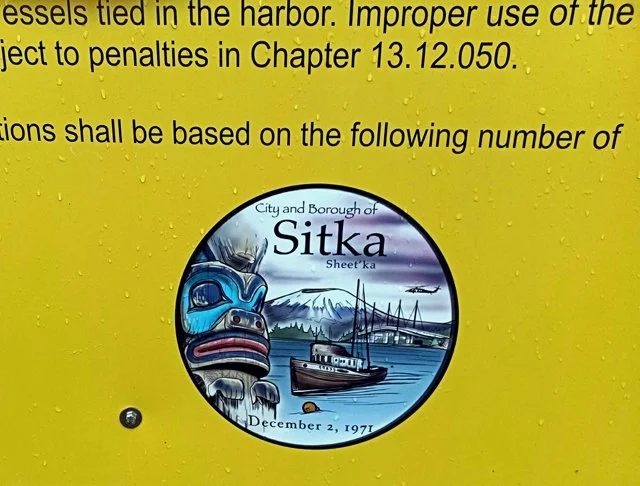 essels tied in the harbor. Improper use of the
ject to penalties in Chapter 13.12.050.
tions shall be based on the following number of
City and Borough of
Sitka
Sheet'ka
December 2, 1971